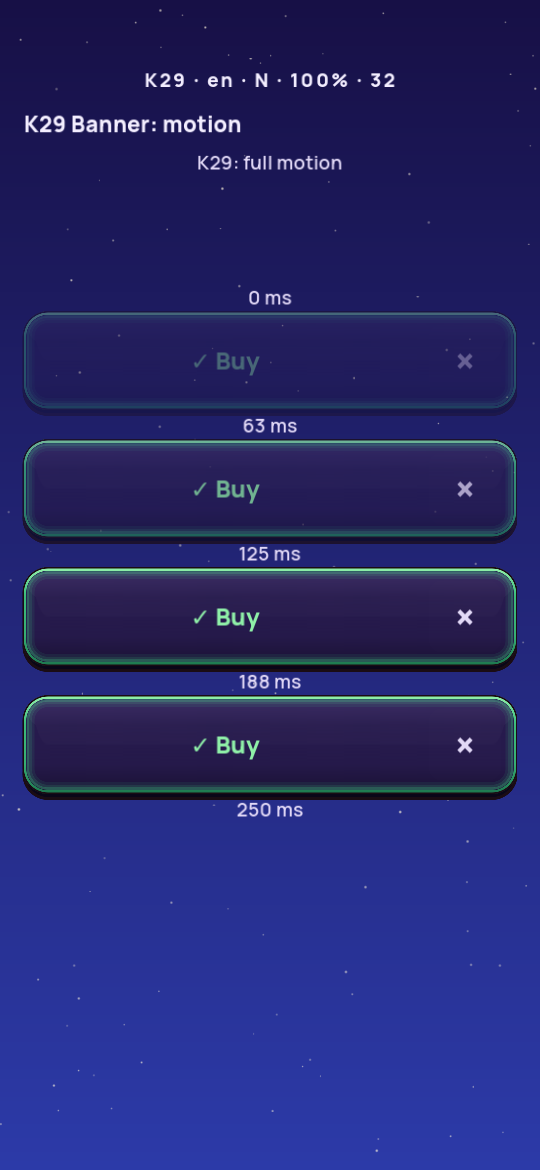 K29 · en · N · 100% · 32
K29 Banner: motion
K29: full motion
0 ms
✓ Buy ×
63 ms
✓ Buy ×
125 ms
✓ Buy ×
188 ms
✓ Buy ×
250 ms